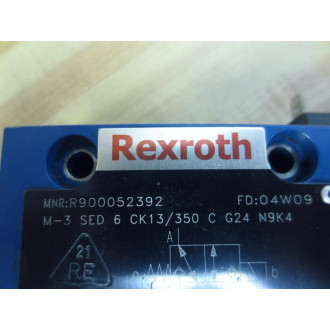 Rexroth
MNR:R900052392 FD:04W09
M-3 SED 6 CK13/350 C G24 N9K4
A
21
RE
a b